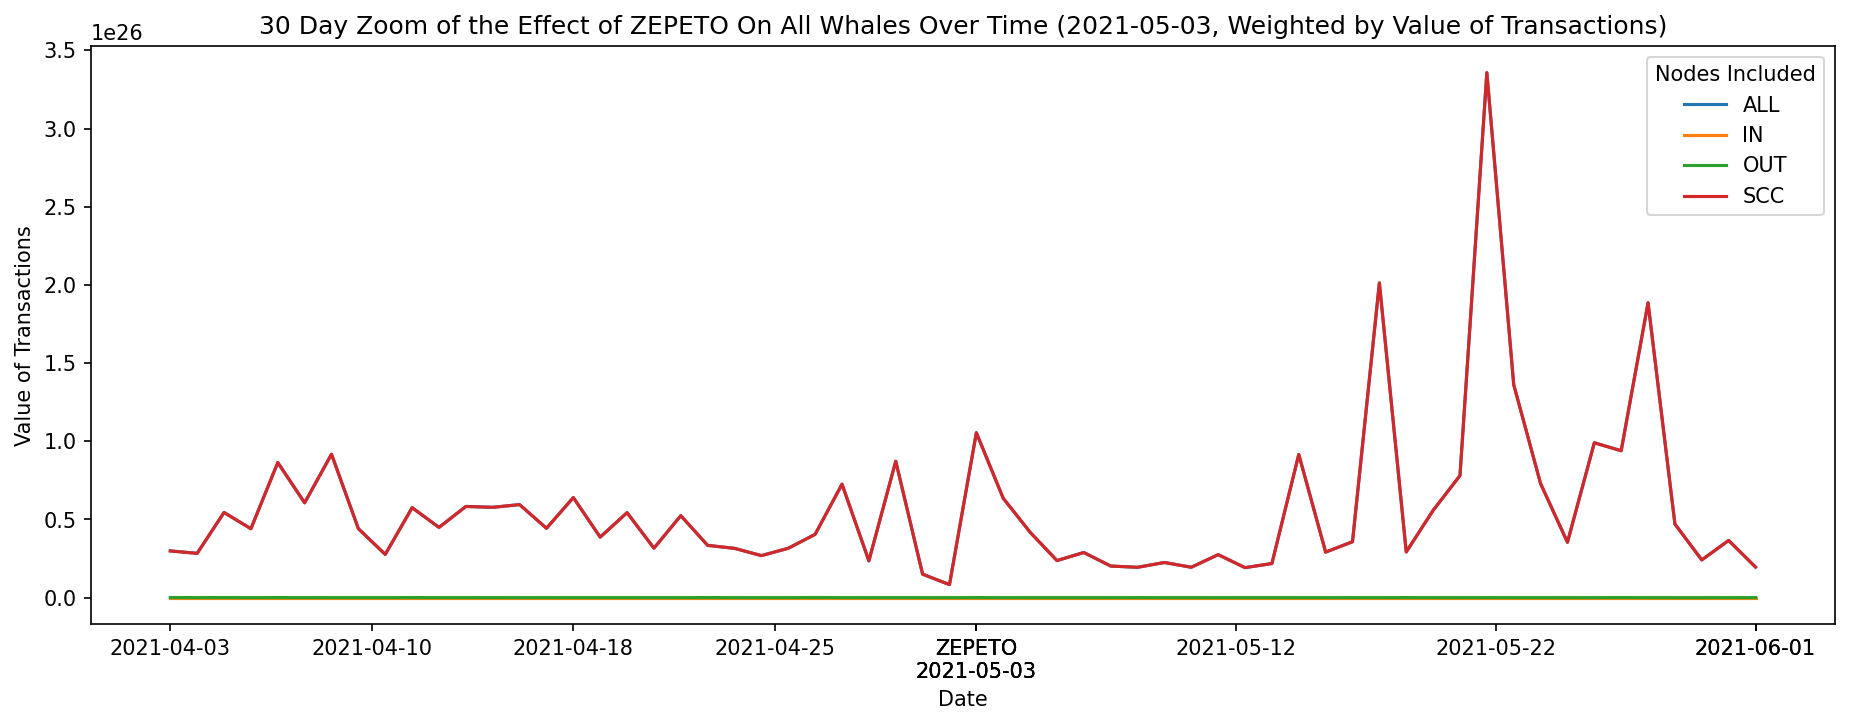 30 Day Zoom of the Effect of ZEPETO On All Whales Over Time (2021-05-03, Weighted by Value of Transactions)
1e26
3.5
3.0
2.5
2.0
1.5
1.0
0.5
0.0
Value of Transactions
Nodes Included
ALL
IN
OUT
SCC
2021-04-03 2021-04-10 2021-04-18 2021-04-25 ZEPETO 2021-05-12 2021-05-22 2021-06-01
2021-05-03
Date